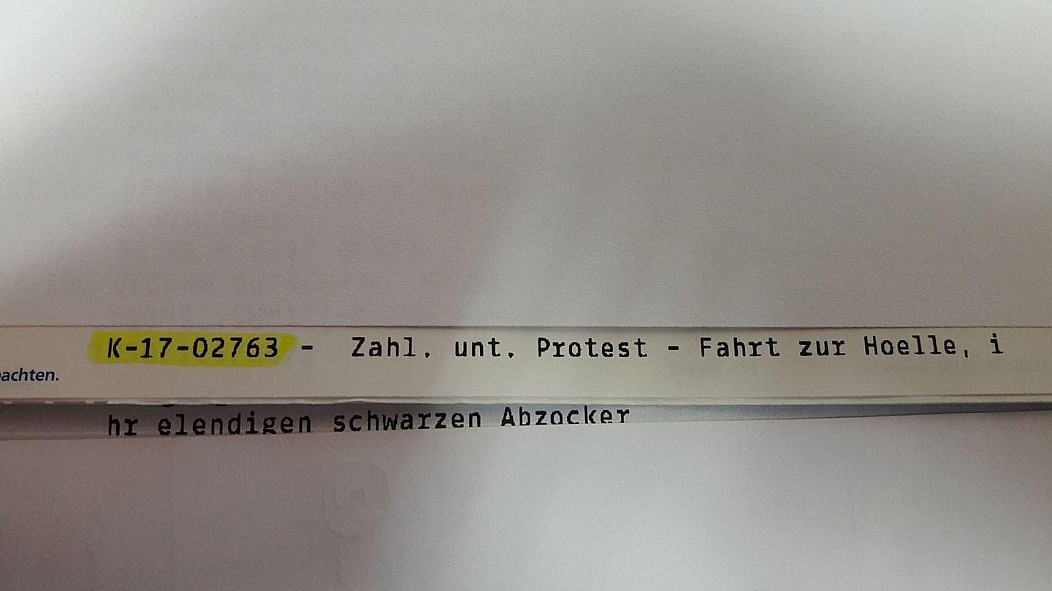 K-17-02763 - Zahl. unt. Protest - Fahrt zur Hoelle, i
achten.
hr elendigen schwarzen Abzocker